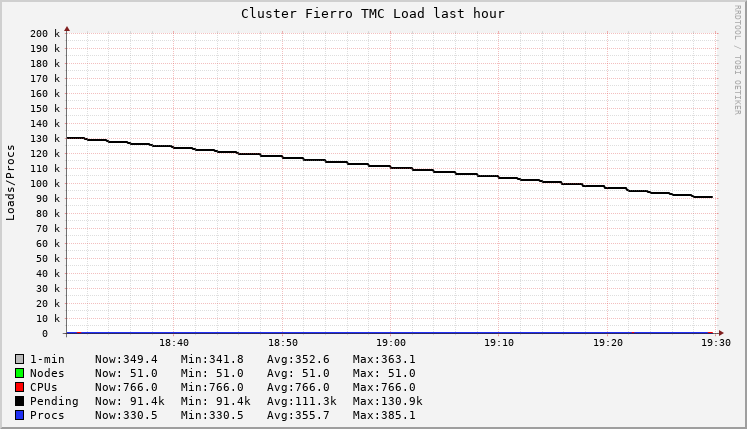 Cluster Fierro TMC Load last hour
RRDTOOL / TOBI OETIKER
Loads/Procs
200 k
190 k
180 k
170 k
160 k
150 k
140 k
130 k
120 k
110 k
100 k
90 k
80 k
70 k
60 k
50 k
40 k
30 k
20 k
10 k
0
18:40 18:50 19:00 19:10 19:20 19:30
1-min Now:349.4 Min:341.8 Avg:352.6 Max:363.1
Nodes Now: 51.0 Min: 51.0 Avg: 51.0 Max: 51.0
CPUs Now:766.0 Min:766.0 Avg:766.0 Max:766.0
Pending Now: 91.4k Min: 91.4k Avg:111.3k Max:130.9k
Procs Now:330.5 Min:330.5 Avg:355.7 Max:385.1